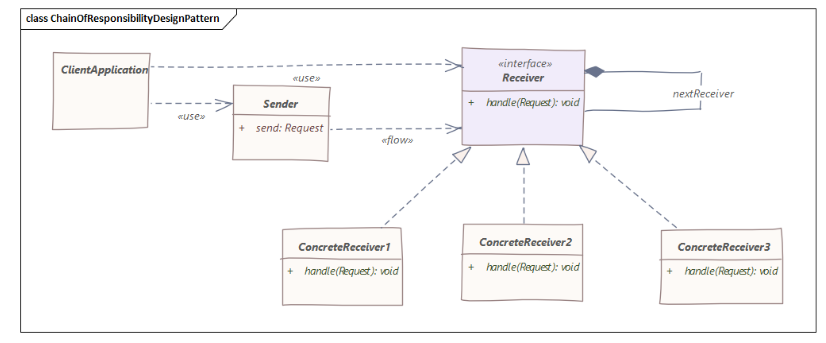 class ChainOfResponsibilityDesignPattern
ClientApplication
«use»
«use»
Sender
+ send: Request
«flow»
«interface»
Receiver
+ handle(Request): void
nextReceiver
ConcreteReceiver1
+ handle(Request): void
ConcreteReceiver2
+ handle(Request): void
ConcreteReceiver3
+ handle(Request): void